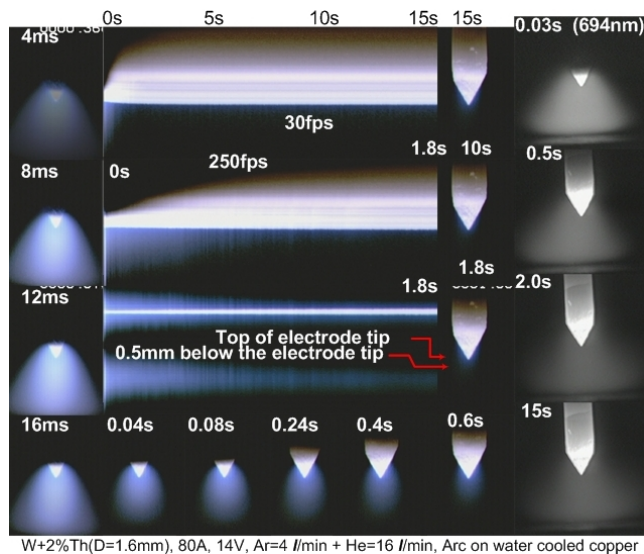 0s 5s 10s 15s 15s
4ms
0.03s (694nm)
30fps
1.8s 10s
8ms
0s
250fps
0.5s
1.8s
12ms
1.8s
2.0s
Top of electrode tip
0.5mm below the electrode tip
16ms
0.04s 0.08s 0.24s 0.4s 0.6s
15s
W+2%Th(D=1.6mm), 80A, 14V, Ar=4 l/min + He=16 l/min, Arc on water cooled copper